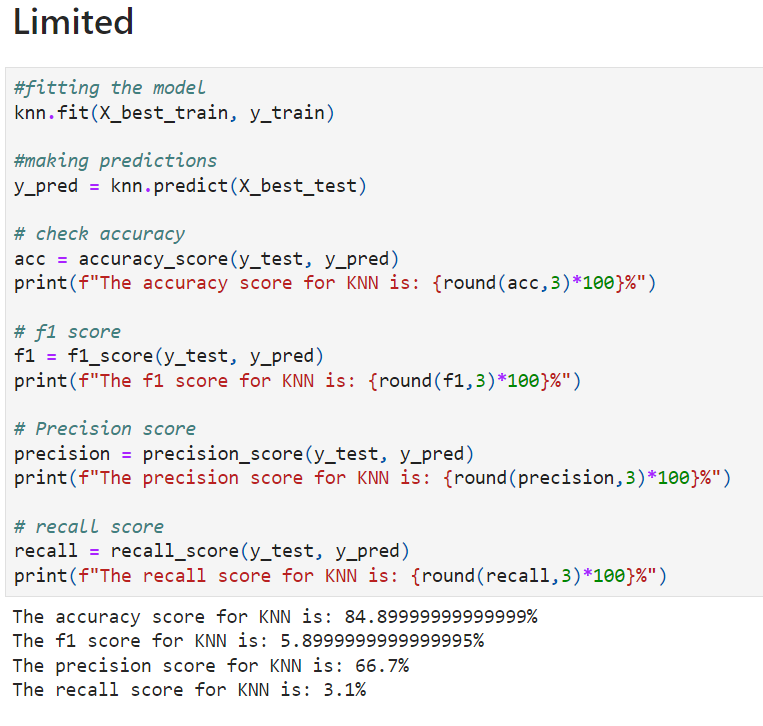 Limited
#fitting the model
knn.fit(X_best_train, y_train)
#making predictions
y_pred = knn.predict(X_best_test)
# check accuracy
acc = accuracy_score(y_test, y_pred)
print(f"The accuracy score for KNN is: {round(acc,3)*100}%")
# f1 score
f1 = f1_score(y_test, y_pred)
print(f"The f1 score for KNN is: {round(f1,3)*100}%")
# Precision score
precision = precision_score(y_test, y_pred)
print(f"The precision score for KNN is: {round(precision,3)*100}%")
# recall score
recall = recall_score(y_test, y_pred)
print(f"The recall score for KNN is: {round(recall,3)*100}%")
The accuracy score for KNN is: 84.89999999999999%
The f1 score for KNN is: 5.8999999999999995%
The precision score for KNN is: 66.7%
The recall score for KNN is: 3.1%